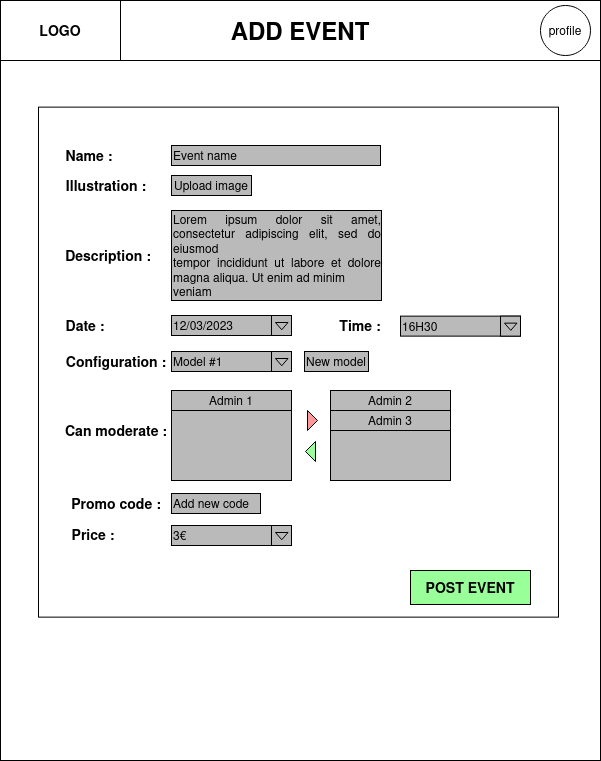 LOGO
ADD EVENT
profile
Name :
Event name
Illustration :
Upload image
Description :
Lorem ipsum dolor sit amet,
consectetur adipiscing elit, sed do
eiusmod
tempor incididunt ut labore et dolore
magna aliqua. Ut enim ad minim
veniam
Date :
12/03/2023
Time :
16H30
Configuration :
Model #1
New model
Can moderate :
Admin 1
Admin 2
Admin 3
Promo code :
Add new code
Price :
3€
POST EVENT